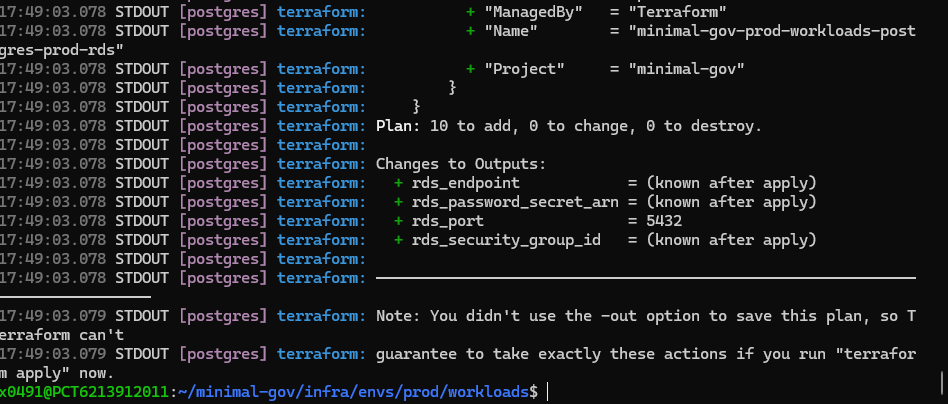 17:49:03.078 STDOUT [postgres] terraform:           + "ManagedBy"   = "Terraform"
17:49:03.078 STDOUT [postgres] terraform:           + "Name"        = "minimal-gov-prod-workloads-post
gres-prod-rds"
17:49:03.078 STDOUT [postgres] terraform:           + "Project"     = "minimal-gov"
17:49:03.078 STDOUT [postgres] terraform:         }
17:49:03.078 STDOUT [postgres] terraform:     }
17:49:03.078 STDOUT [postgres] terraform: Plan: 10 to add, 0 to change, 0 to destroy.
17:49:03.078 STDOUT [postgres] terraform:
17:49:03.078 STDOUT [postgres] terraform: Changes to Outputs:
17:49:03.078 STDOUT [postgres] terraform:   + rds_endpoint            = (known after apply)
17:49:03.078 STDOUT [postgres] terraform:   + rds_password_secret_arn = (known after apply)
17:49:03.078 STDOUT [postgres] terraform:   + rds_port                = 5432
17:49:03.078 STDOUT [postgres] terraform:   + rds_security_group_id   = (known after apply)
17:49:03.078 STDOUT [postgres] terraform:
17:49:03.078 STDOUT [postgres] terraform: ────────────────────────────────────────────────────────────
─────────────────
17:49:03.079 STDOUT [postgres] terraform: Note: You didn't use the -out option to save this plan, so T
erraform can't
17:49:03.079 STDOUT [postgres] terraform: guarantee to take exactly these actions if you run "terrafor
m apply" now.
x0491@PCT6213912011:~/minimal-gov/infra/envs/prod/workloads$